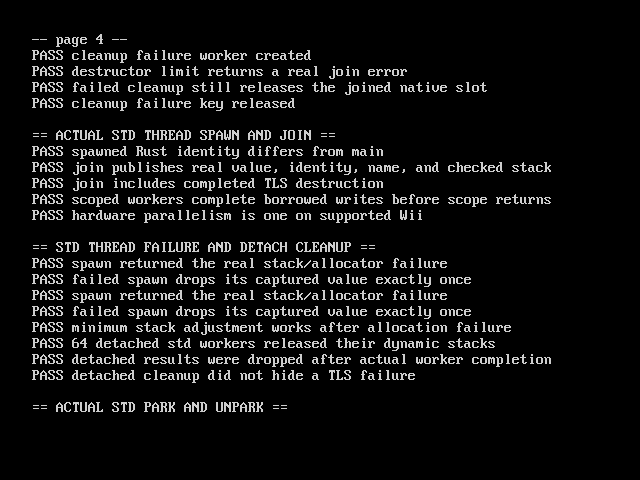 -- page 4 --
PASS cleanup failure worker created
PASS destructor limit returns a real join error
PASS failed cleanup still releases the joined native slot
PASS cleanup failure key released
== ACTUAL STD THREAD SPAWN AND JOIN ==
PASS spawned Rust identity differs from main
PASS join publishes real value, identity, name, and checked stack
PASS join includes completed TLS destruction
PASS scoped workers complete borrowed writes before scope returns
PASS hardware parallelism is one on supported Wii
== STD THREAD FAILURE AND DETACH CLEANUP ==
PASS spawn returned the real stack/allocator failure
PASS failed spawn drops its captured value exactly once
PASS spawn returned the real stack/allocator failure
PASS failed spawn drops its captured value exactly once
PASS minimum stack adjustment works after allocation failure
PASS 64 detached std workers released their dynamic stacks
PASS detached results were dropped after actual worker completion
PASS detached cleanup did not hide a TLS failure
== ACTUAL STD PARK AND UNPARK ==